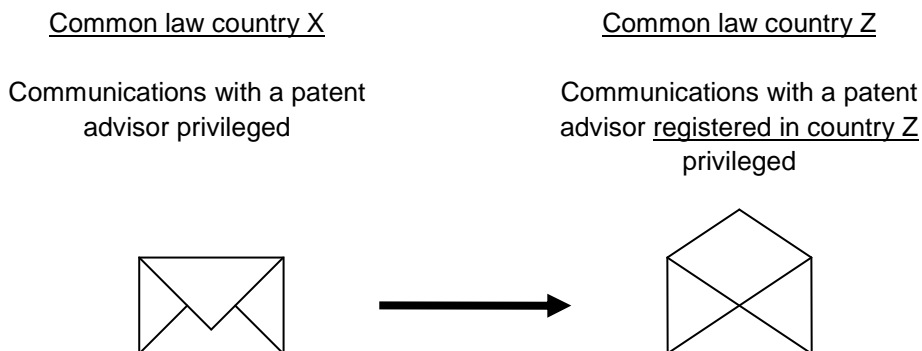 Common law country X
Communications with a patent
advisor privileged
Common law country Z
Communications with a patent
advisor registered in country Z
privileged